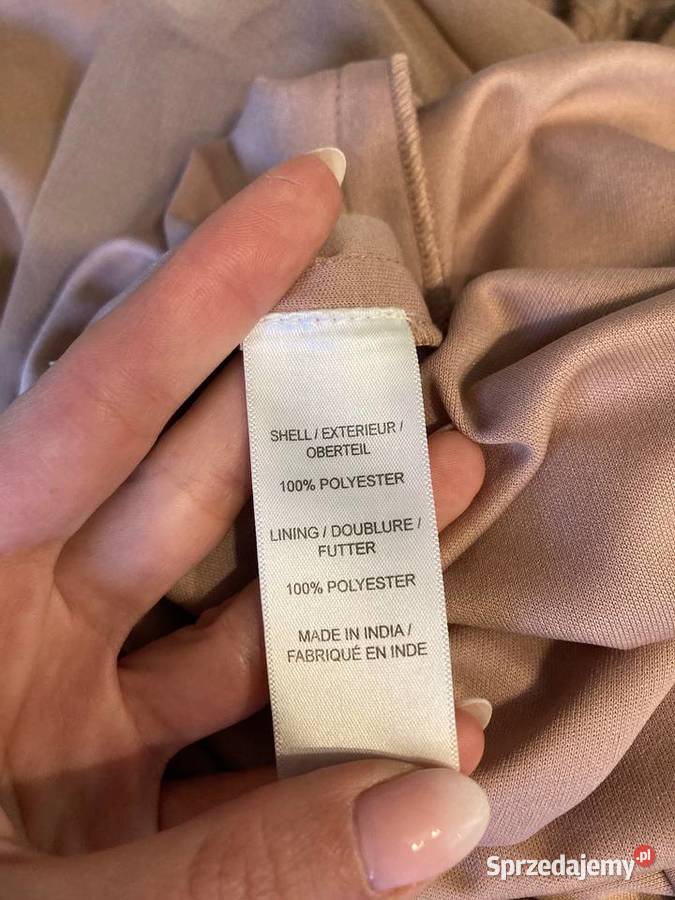 SHELL / EXTERIEUR /
OBERTEIL
100% POLYESTER
LINING / DOUBLURE /
FUTTER
100% POLYESTER
MADE IN INDIA /
FABRIQUÉ EN INDE
Sprzedajemy.pl